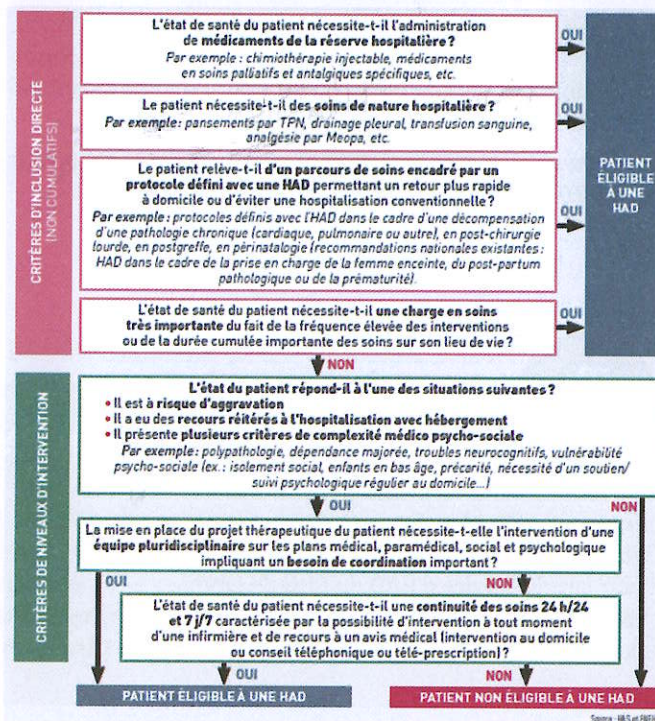 CRITÈRES D'INCLUSION DIRECTE
(NON CUMULATIFS)
L'état de santé du patient nécessite-t-il l'administration
de médicaments de la réserve hospitalière ?
Par exemple : chimiothérapie injectable, médicaments
en soins palliatifs et antalgiques spécifiques, etc.
OUI
Le patient nécessite-t-il des soins de nature hospitalière ?
Par exemple : pansements par TPN, drainage pleural, transfusion sanguine,
analgésie par Meopa, etc.
OUI
Le patient relève-t-il d'un parcours de soins encadré par un
protocole défini avec une HAD permettant un retour plus rapide
à domicile ou d'éviter une hospitalisation conventionnelle ?
Par exemple : protocoles définis avec l'HAD dans le cadre d'une décompensation
d'une pathologie chronique (cardiaque, pulmonaire ou autre), en post-chirurgie
lourde, en postgreffe, en périnatalogie (recommandations nationales existantes :
HAD dans le cadre de la prise en charge de la femme enceinte, du post-partum
pathologique ou de la prématurité).
OUI
L'état de santé du patient nécessite-t-il une charge en soins
très importante du fait de la fréquence élevée des interventions
ou de la durée cumulée importante des soins sur son lieu de vie ?
OUI
PATIENT
ÉLIGIBLE
À UNE
HAD
NON
CRITÈRES DE NIVEAUX D'INTERVENTION
L'état du patient répond-il à l'une des situations suivantes ?
• Il est à risque d'aggravation
• Il a eu des recours réitérés à l'hospitalisation avec hébergement
• Il présente plusieurs critères de complexité médico psycho-sociale
Par exemple : polypathologie, dépendance majorée, troubles neurocognitifs, vulnérabilité
psycho-sociale (ex. : isolement social, enfants en bas âge, précarité, nécessité d'un soutien/
suivi psychologique régulier au domicile...)
OUI
NON
La mise en place du projet thérapeutique du patient nécessite-t-elle l'intervention d'une
équipe pluridisciplinaire sur les plans médical, paramédical, social et psychologique
impliquant un besoin de coordination important ?
OUI
NON
L'état de santé du patient nécessite-t-il une continuité des soins 24 h/24
et 7 j/7 caractérisée par la possibilité d'intervention à tout moment
d'une infirmière et de recours à un avis médical (intervention au domicile
ou conseil téléphonique ou télé-prescription) ?
OUI
NON
PATIENT ÉLIGIBLE À UNE HAD
PATIENT NON ÉLIGIBLE À UNE HAD
Source : HAS et